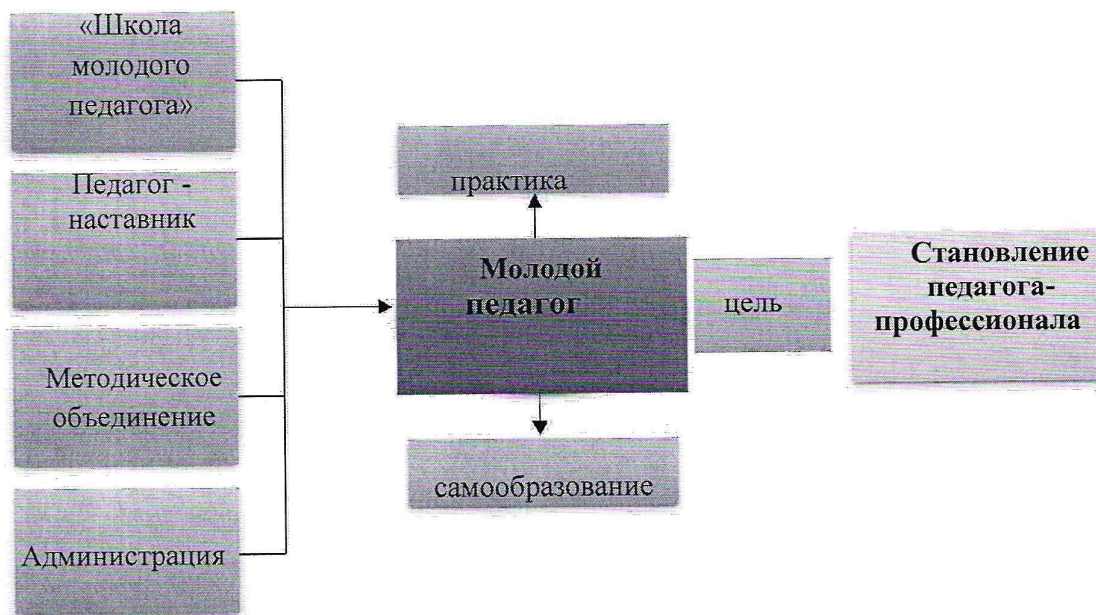 «Школа
молодого
педагога»
Педагог -
наставник
Методическое
объединение
Администрация
практика
Молодой
педагог
самообразование
цель
Становление
педагога-
профессионала